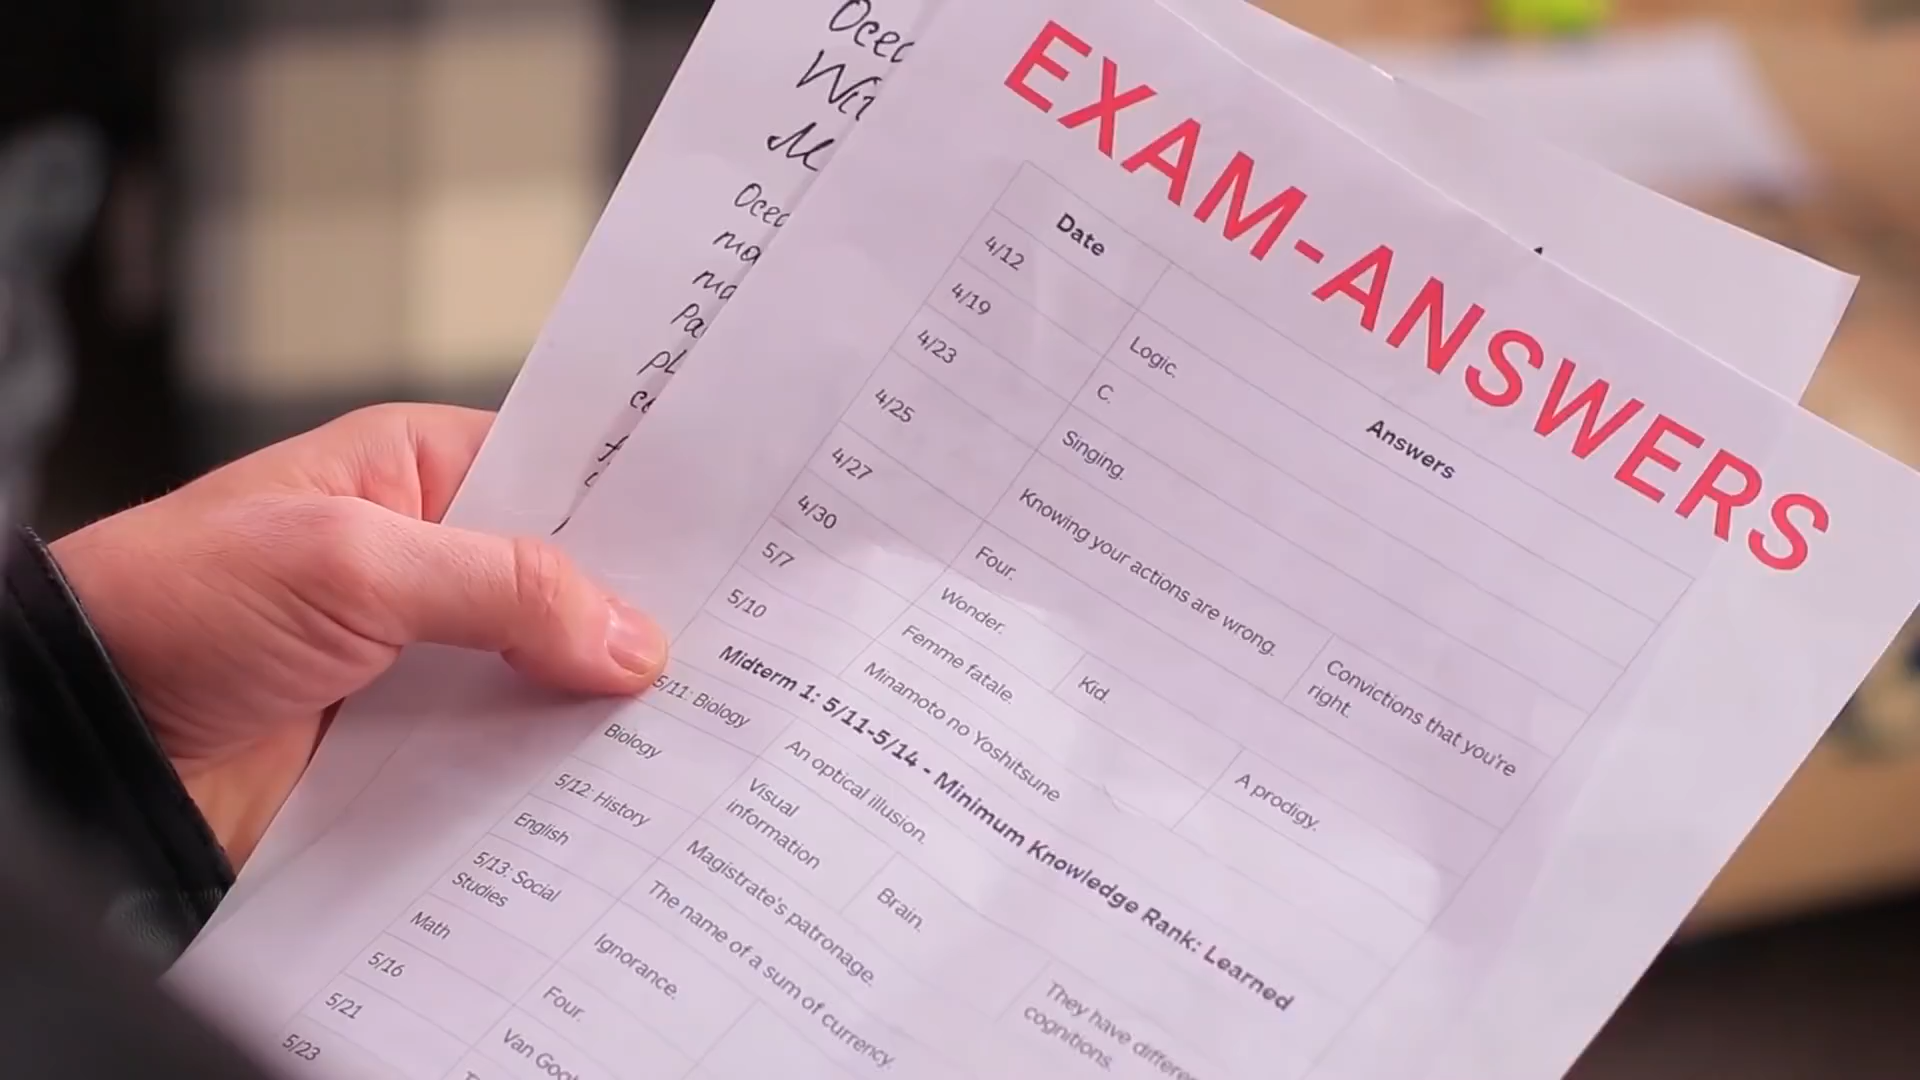 EXAM-ANSWERS
Date
Answers
4/12
Logic.
4/19
C.
4/23
Singing.
4/25
Knowing your actions are wrong.
Convictions that you're
right.
4/27
Four.
4/30
Wonder.
Kid.
A prodigy.
5/7
Femme fatale.
5/10
Minamoto no Yoshitsune
Midterm 1: 5/11-5/14 - Minimum Knowledge Rank: Learned
5/11: Biology
An optical illusion.
Biology
Visual
information
Brain.
They have
cognitions.
5/12: History
Magistrate's patronage.
English
The name of a sum of currency.
5/13: Social
Studies
Ignorance.
Math
Four.
5/16
Van
5/21
5/23